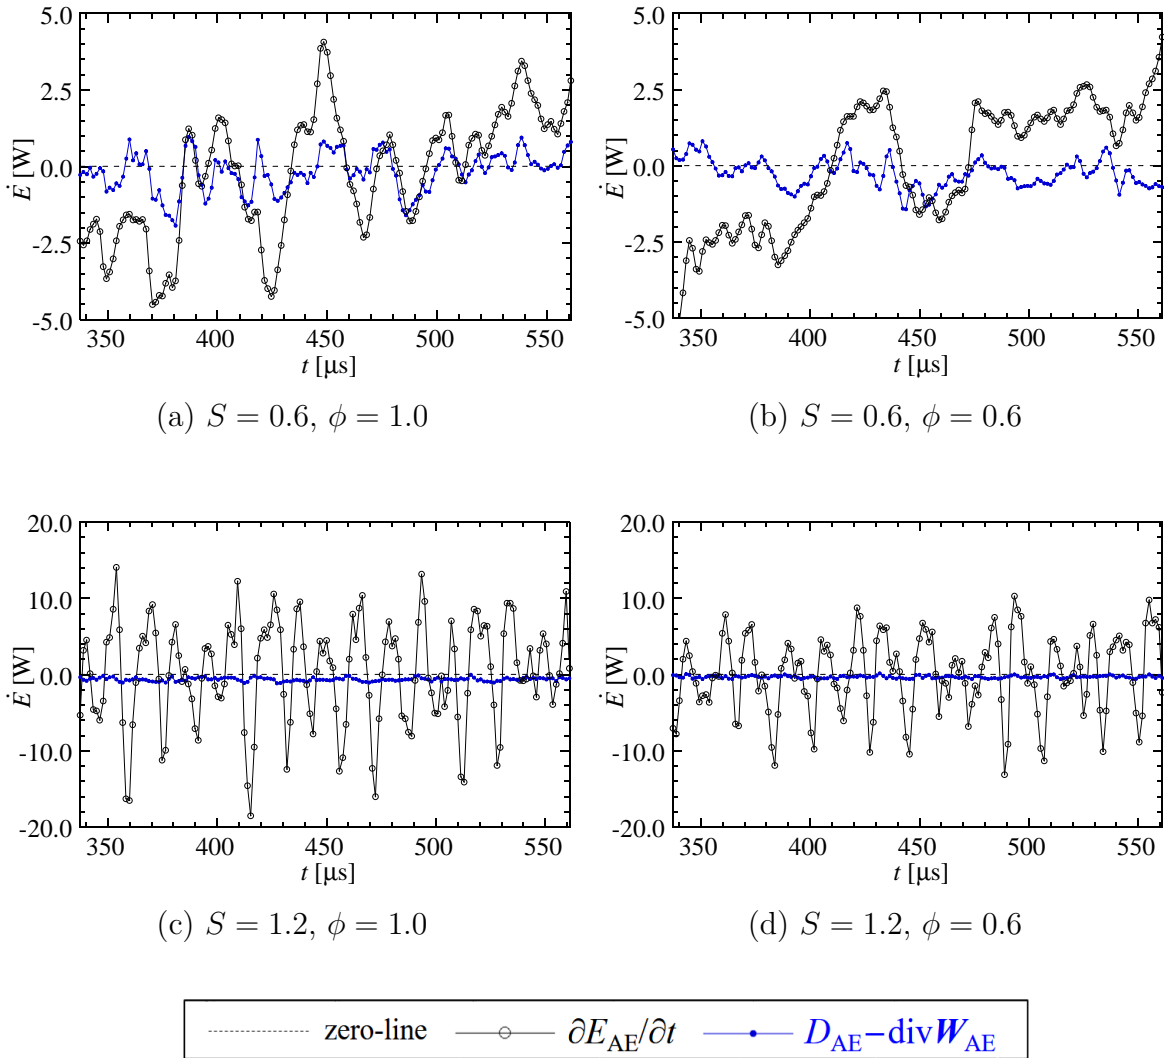 5.0
2.5
0.0
-2.5
-5.0
Ė [W]
350 400 450 500 550
t [µs]
(a) S = 0.6, ϕ = 1.0
5.0
2.5
0.0
-2.5
-5.0
Ė [W]
350 400 450 500 550
t [µs]
(b) S = 0.6, ϕ = 0.6
20.0
10.0
0.0
-10.0
-20.0
Ė [W]
350 400 450 500 550
t [µs]
(c) S = 1.2, ϕ = 1.0
20.0
10.0
0.0
-10.0
-20.0
Ė [W]
350 400 450 500 550
t [µs]
(d) S = 1.2, ϕ = 0.6
zero-line ∂E_AE/∂t D_AE−divW_AE